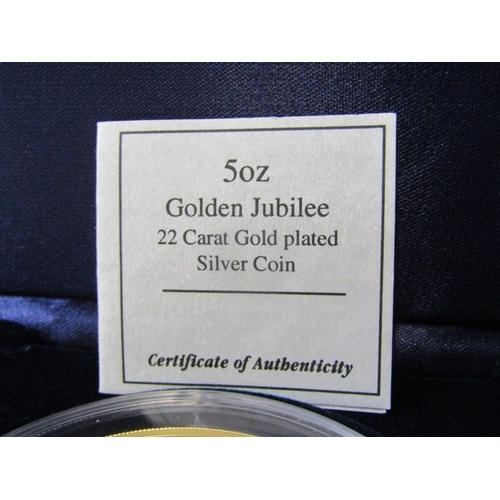 5oz
Golden Jubilee
22 Carat Gold plated
Silver Coin
Certificate of Authenticity